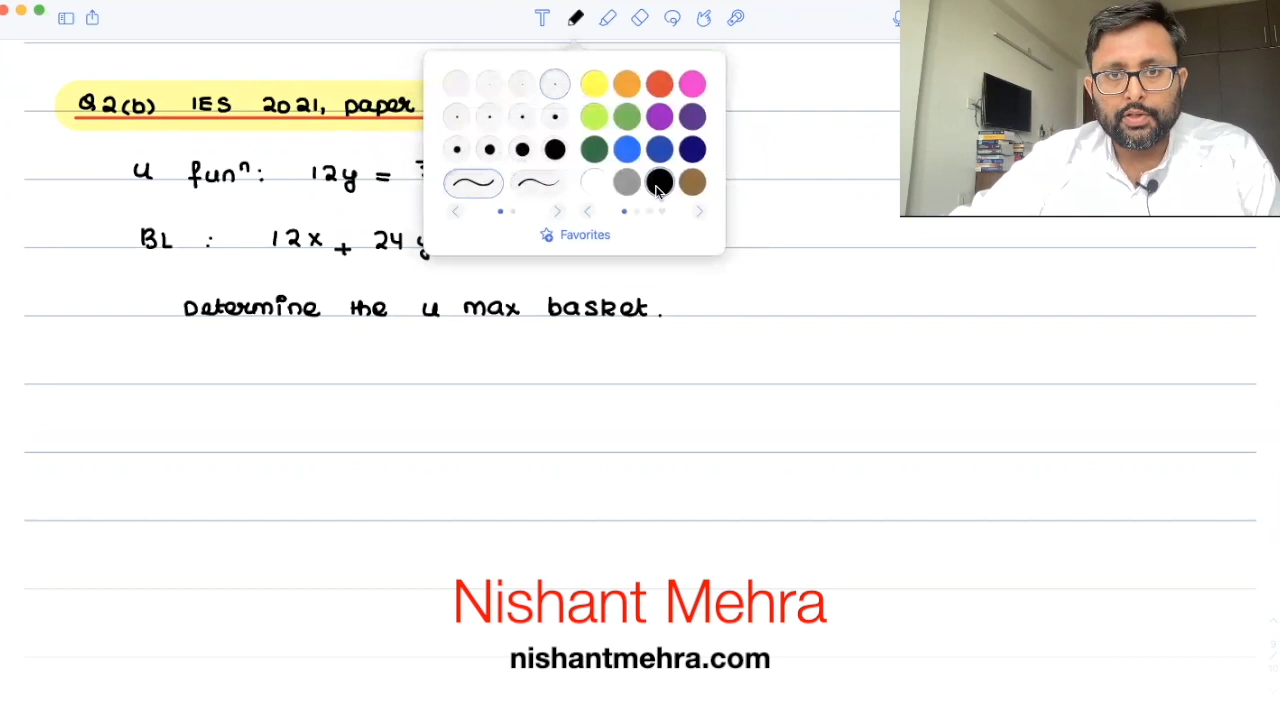 Q2(b) IES 2021, paper
U funⁿ: 12y =
BL : 12x + 24
Favorites
Determine the u max basket.
Nishant Mehra
nishantmehra.com